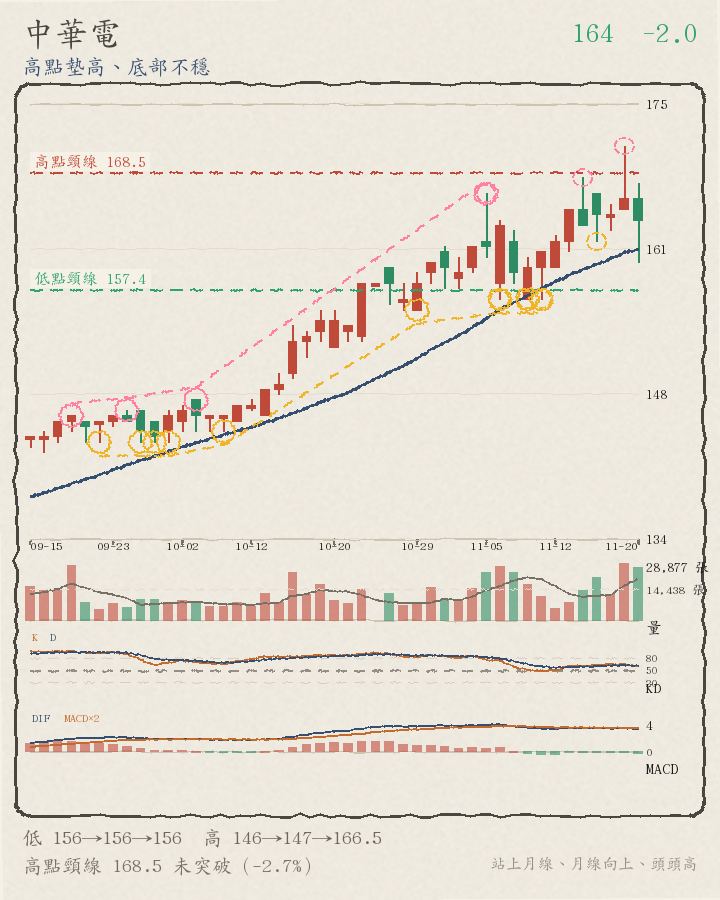 中華電
164 -2.0
高點墊高、底部不穩
175
高點頸線 168.5
161
低點頸線 157.4
148
134
09-15 09-23 10-02 10-12 10-20 10-29 11-05 11-12 11-20
28,877 張
14,438 張
量
K D
80
50
20
KD
DIF MACD×2
4
0
MACD
低 156→156→156 高 146→147→166.5
高點頸線 168.5 未突破 (-2.7%)
站上月線、月線向上、頭頭高